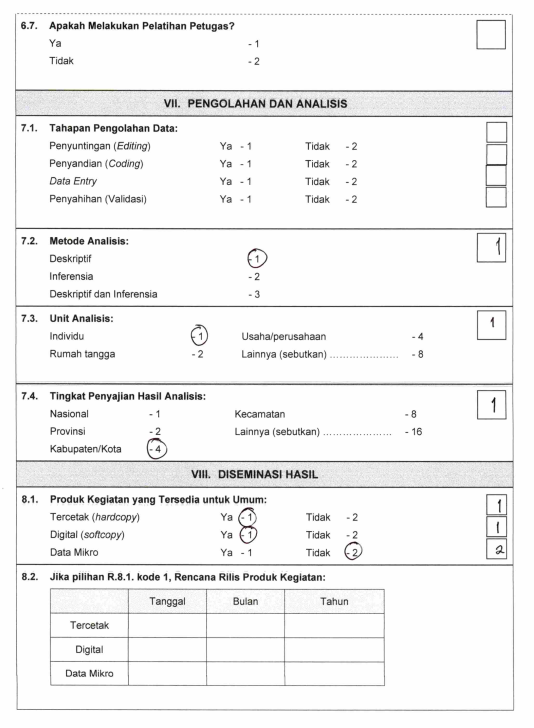 6.7. Apakah Melakukan Pelatihan Petugas?
Ya - 1
Tidak - 2
VII. PENGOLAHAN DAN ANALISIS
7.1. Tahapan Pengolahan Data:
Penyuntingan (Editing) Ya - 1 Tidak - 2
Penyandian (Coding) Ya - 1 Tidak - 2
Data Entry Ya - 1 Tidak - 2
Penyahihan (Validasi) Ya - 1 Tidak - 2
7.2. Metode Analisis: 1
Deskriptif - 1
Inferensia - 2
Deskriptif dan Inferensia - 3
7.3. Unit Analisis: 1
Individu - 1 Usaha/perusahaan - 4
Rumah tangga - 2 Lainnya (sebutkan) ..................... - 8
7.4. Tingkat Penyajian Hasil Analisis: 1
Nasional - 1 Kecamatan - 8
Provinsi - 2 Lainnya (sebutkan) ..................... - 16
Kabupaten/Kota - 4
VIII. DISEMINASI HASIL
8.1. Produk Kegiatan yang Tersedia untuk Umum:
Tercetak (hardcopy) Ya - 1 Tidak - 2 1
Digital (softcopy) Ya - 1 Tidak - 2 1
Data Mikro Ya - 1 Tidak - 2 2
8.2. Jika pilihan R.8.1. kode 1, Rencana Rilis Produk Kegiatan:
Tanggal Bulan Tahun
Tercetak
Digital
Data Mikro